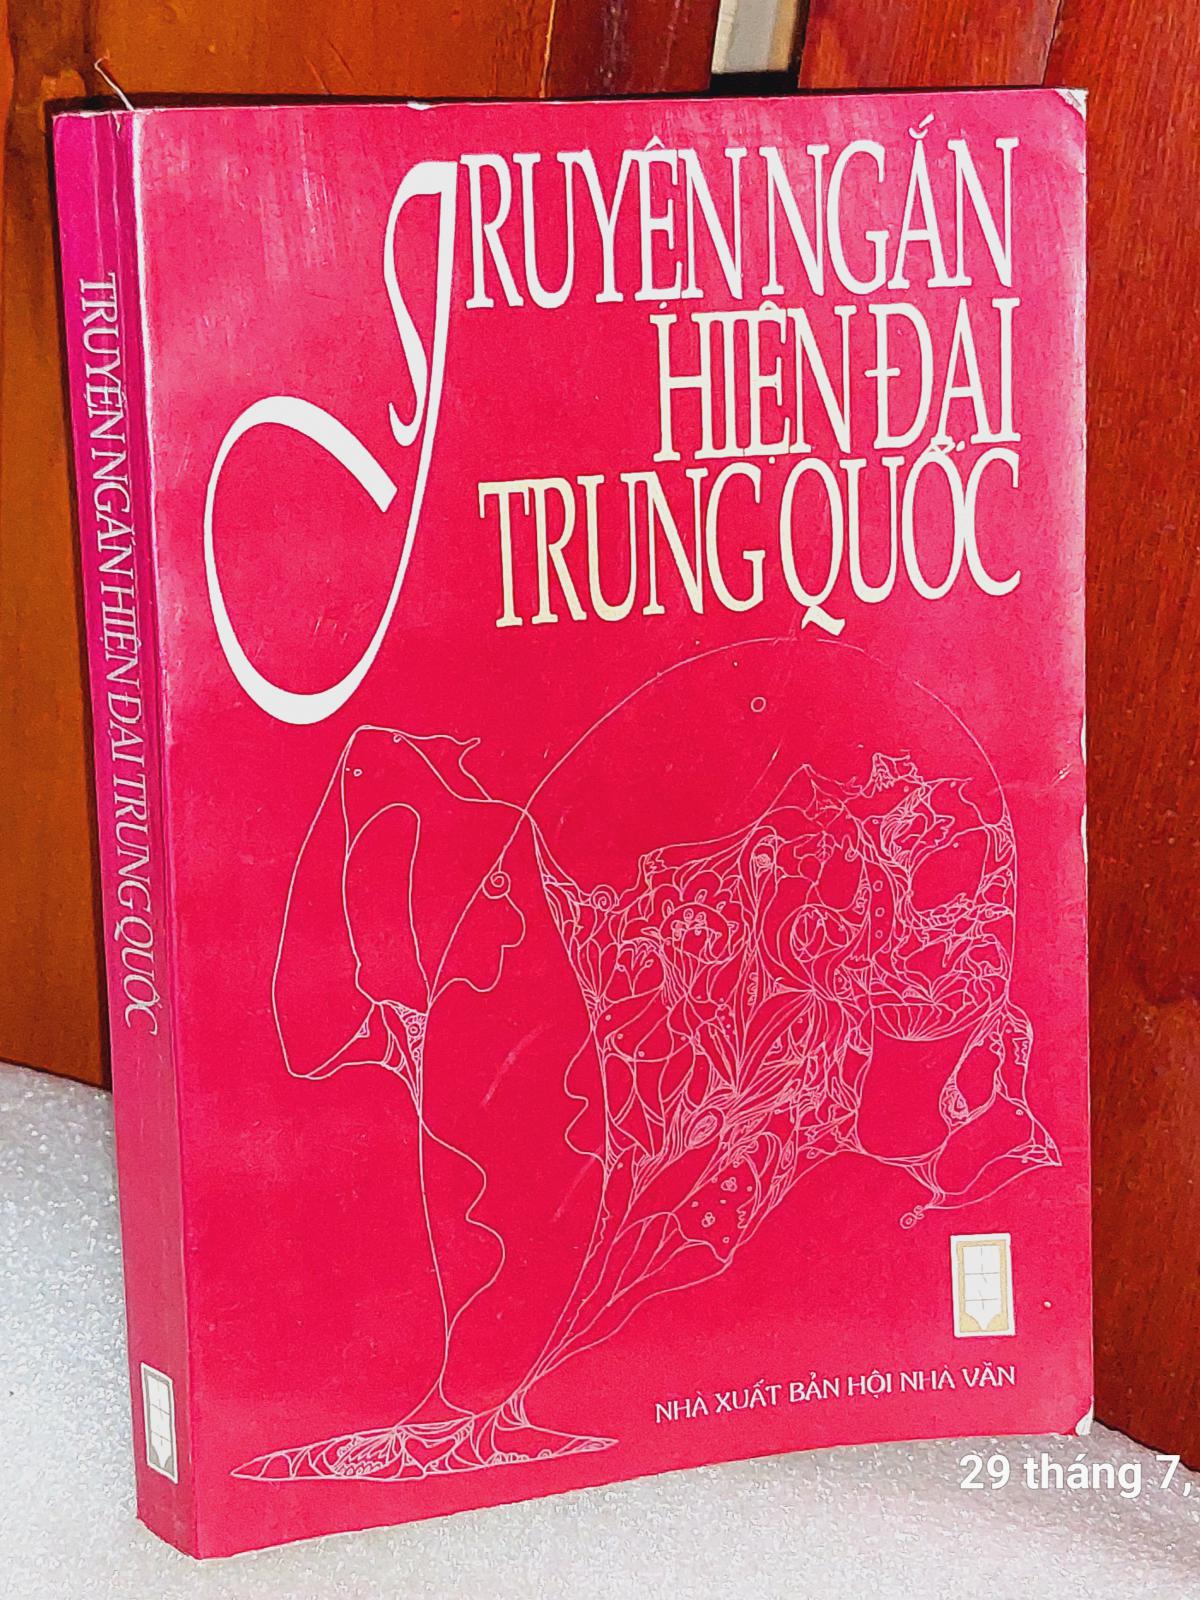 TRUYỆN NGẮN
HIỆN ĐẠI
TRUNG QUỐC
NHÀ XUẤT BẢN HỘI NHÀ VĂN
TRUYỆN NGẮN HIỆN ĐẠI TRUNG QUỐC
29 tháng 7,